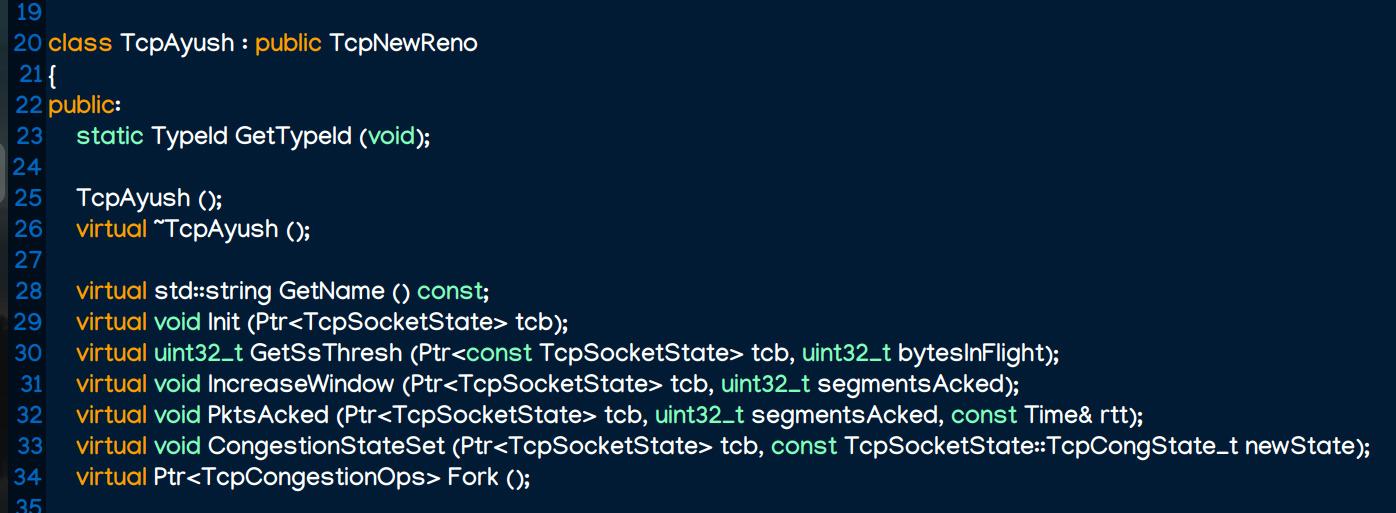 19
20 class TcpAyush : public TcpNewReno
21 {
22 public:
23 static TypeId GetTypeId (void);
24
25 TcpAyush ();
26 virtual ~TcpAyush ();
27
28 virtual std::string GetName () const;
29 virtual void Init (Ptr<TcpSocketState> tcb);
30 virtual uint32_t GetSsThresh (Ptr<const TcpSocketState> tcb, uint32_t bytesInFlight);
31 virtual void IncreaseWindow (Ptr<TcpSocketState> tcb, uint32_t segmentsAcked);
32 virtual void PktsAcked (Ptr<TcpSocketState> tcb, uint32_t segmentsAcked, const Time& rtt);
33 virtual void CongestionStateSet (Ptr<TcpSocketState> tcb, const TcpSocketState::TcpCongState_t newState);
34 virtual Ptr<TcpCongestionOps> Fork ();
35